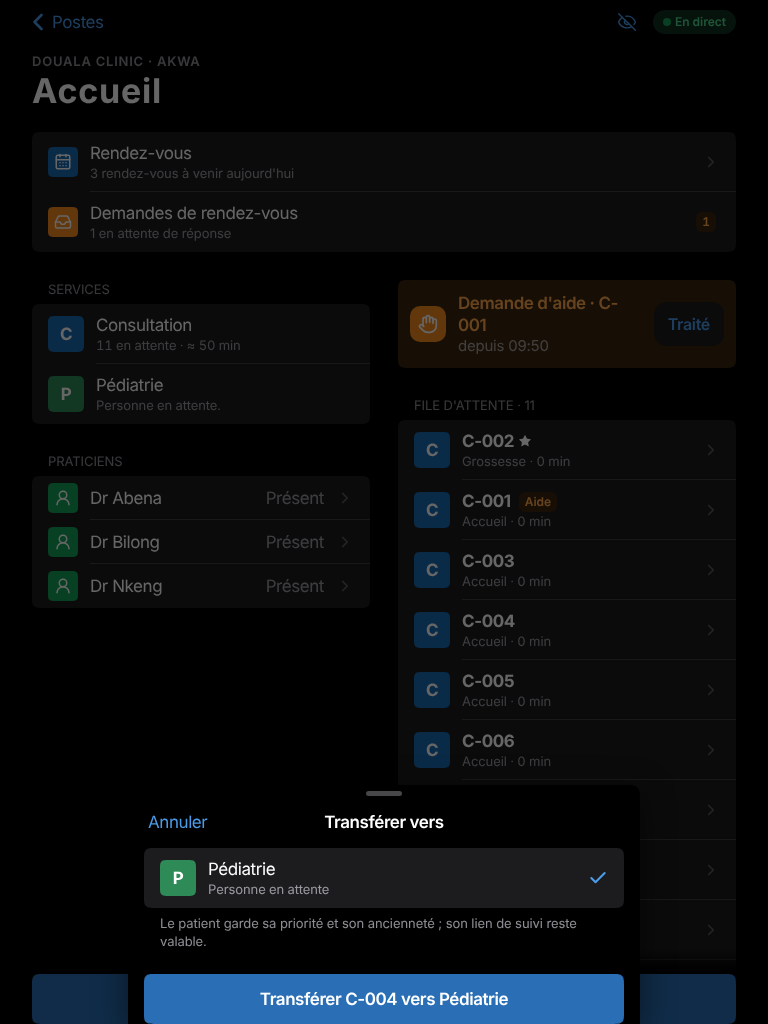 Postes
En direct
DOUALA CLINIC · AKWA
Accueil
Rendez-vous
3 rendez-vous à venir aujourd'hui
Demandes de rendez-vous
1 en attente de réponse
1
SERVICES
C
Consultation
11 en attente · ≈ 50 min
P
Pédiatrie
Personne en attente.
PRATICIENS
Dr Abena
Présent
Dr Bilong
Présent
Dr Nkeng
Présent
Demande d'aide · C-
001
depuis 09:50
Traité
FILE D'ATTENTE · 11
C
C-002
Grossesse · 0 min
C
C-001
Aide
Accueil · 0 min
C
C-003
Accueil · 0 min
C
C-004
Accueil · 0 min
C
C-005
Accueil · 0 min
C
C-006
Accueil · 0 min
Annuler
Transférer vers
P
Pédiatrie
Personne en attente
Le patient garde sa priorité et son ancienneté ; son lien de suivi reste
valable.
Transférer C-004 vers Pédiatrie